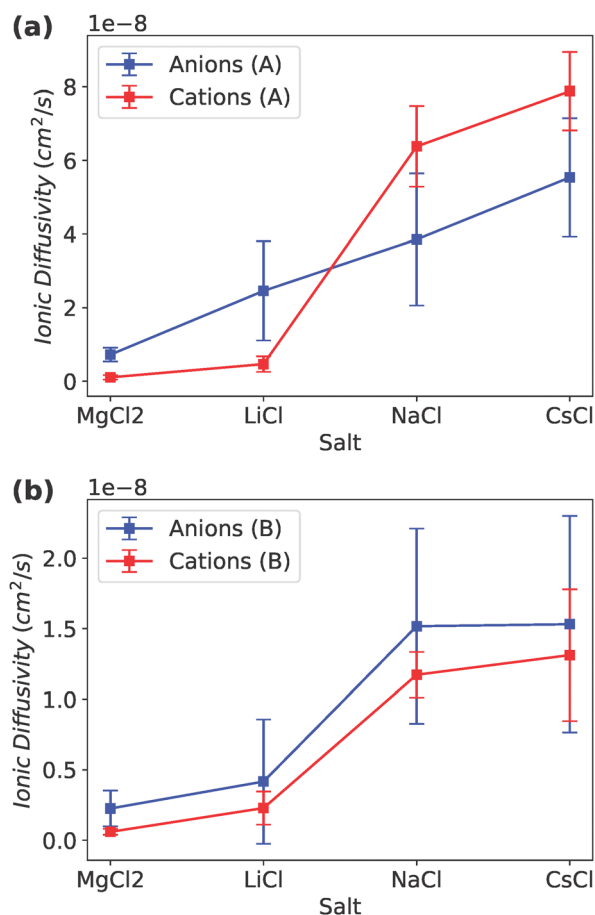 (a)
1e−8
Anions (A)
Cations (A)
8
6
4
2
0
Ionic Diffusivity (cm²/s)
MgCl2 LiCl NaCl CsCl
Salt
(b)
1e−8
Anions (B)
Cations (B)
2.0
1.5
1.0
0.5
0.0
Ionic Diffusivity (cm²/s)
MgCl2 LiCl NaCl CsCl
Salt